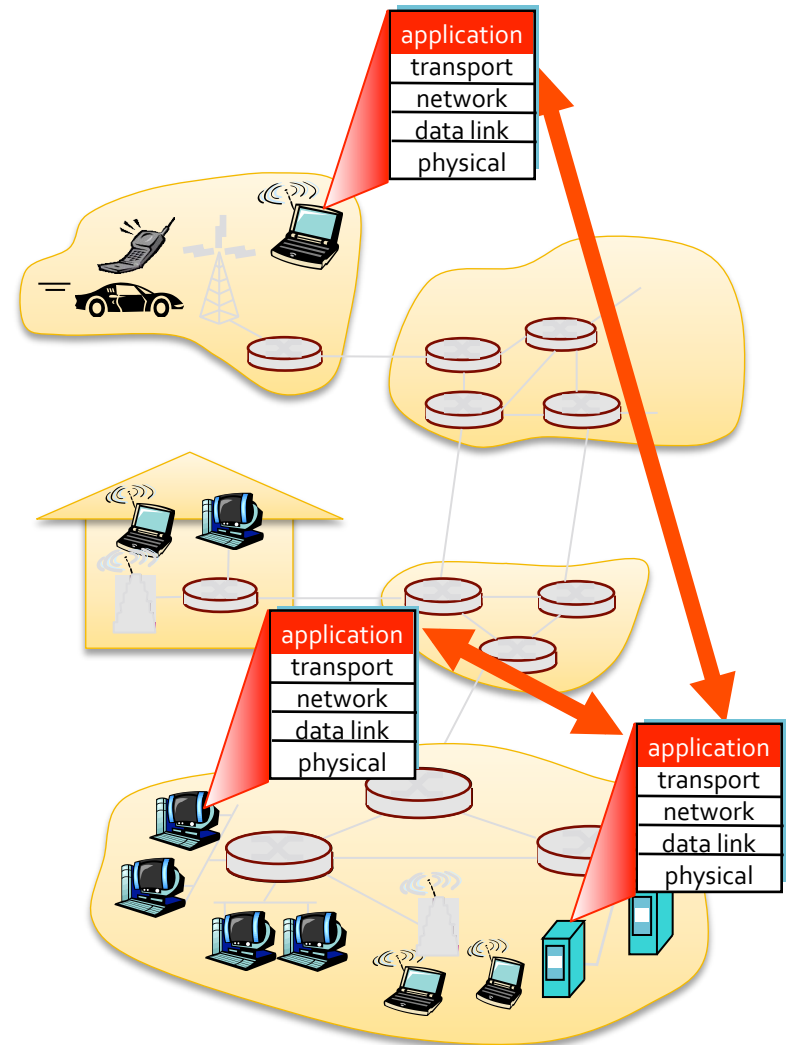 application
transport
network
data link
physical
application
transport
network
data link
physical
application
transport
network
data link
physical